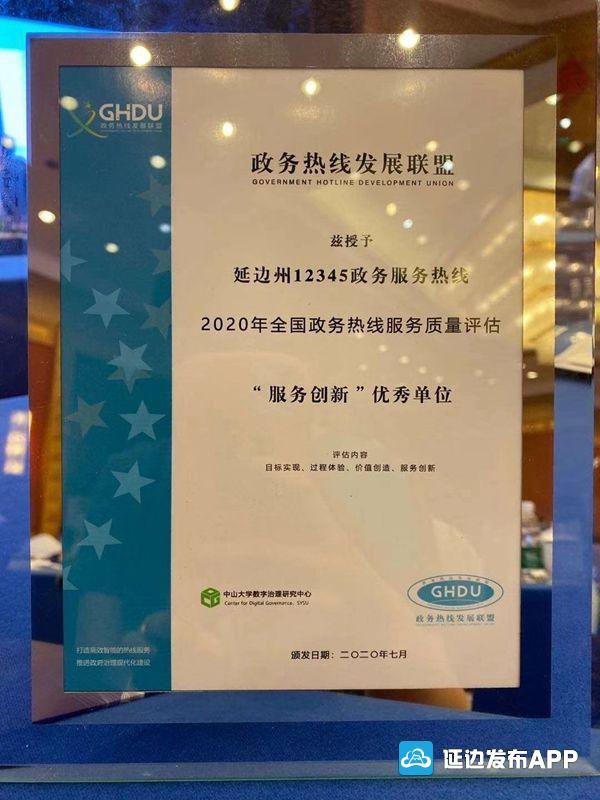 GHDU
政务热线发展联盟
政务热线发展联盟
GOVERNMENT HOTLINE DEVELOPMENT UNION
兹授予
延边州12345政务服务热线
2020年全国政务热线服务质量评估
“服务创新”优秀单位
评估内容
目标实现、过程体验、价值创造、服务创新
中山大学数字治理研究中心
Center for Digital Governance, SYSU
GHDU
政务热线发展联盟
打造高效智能的热线服务
推进政府治理现代化建设
颁发日期：二〇二〇年七月
延边发布APP